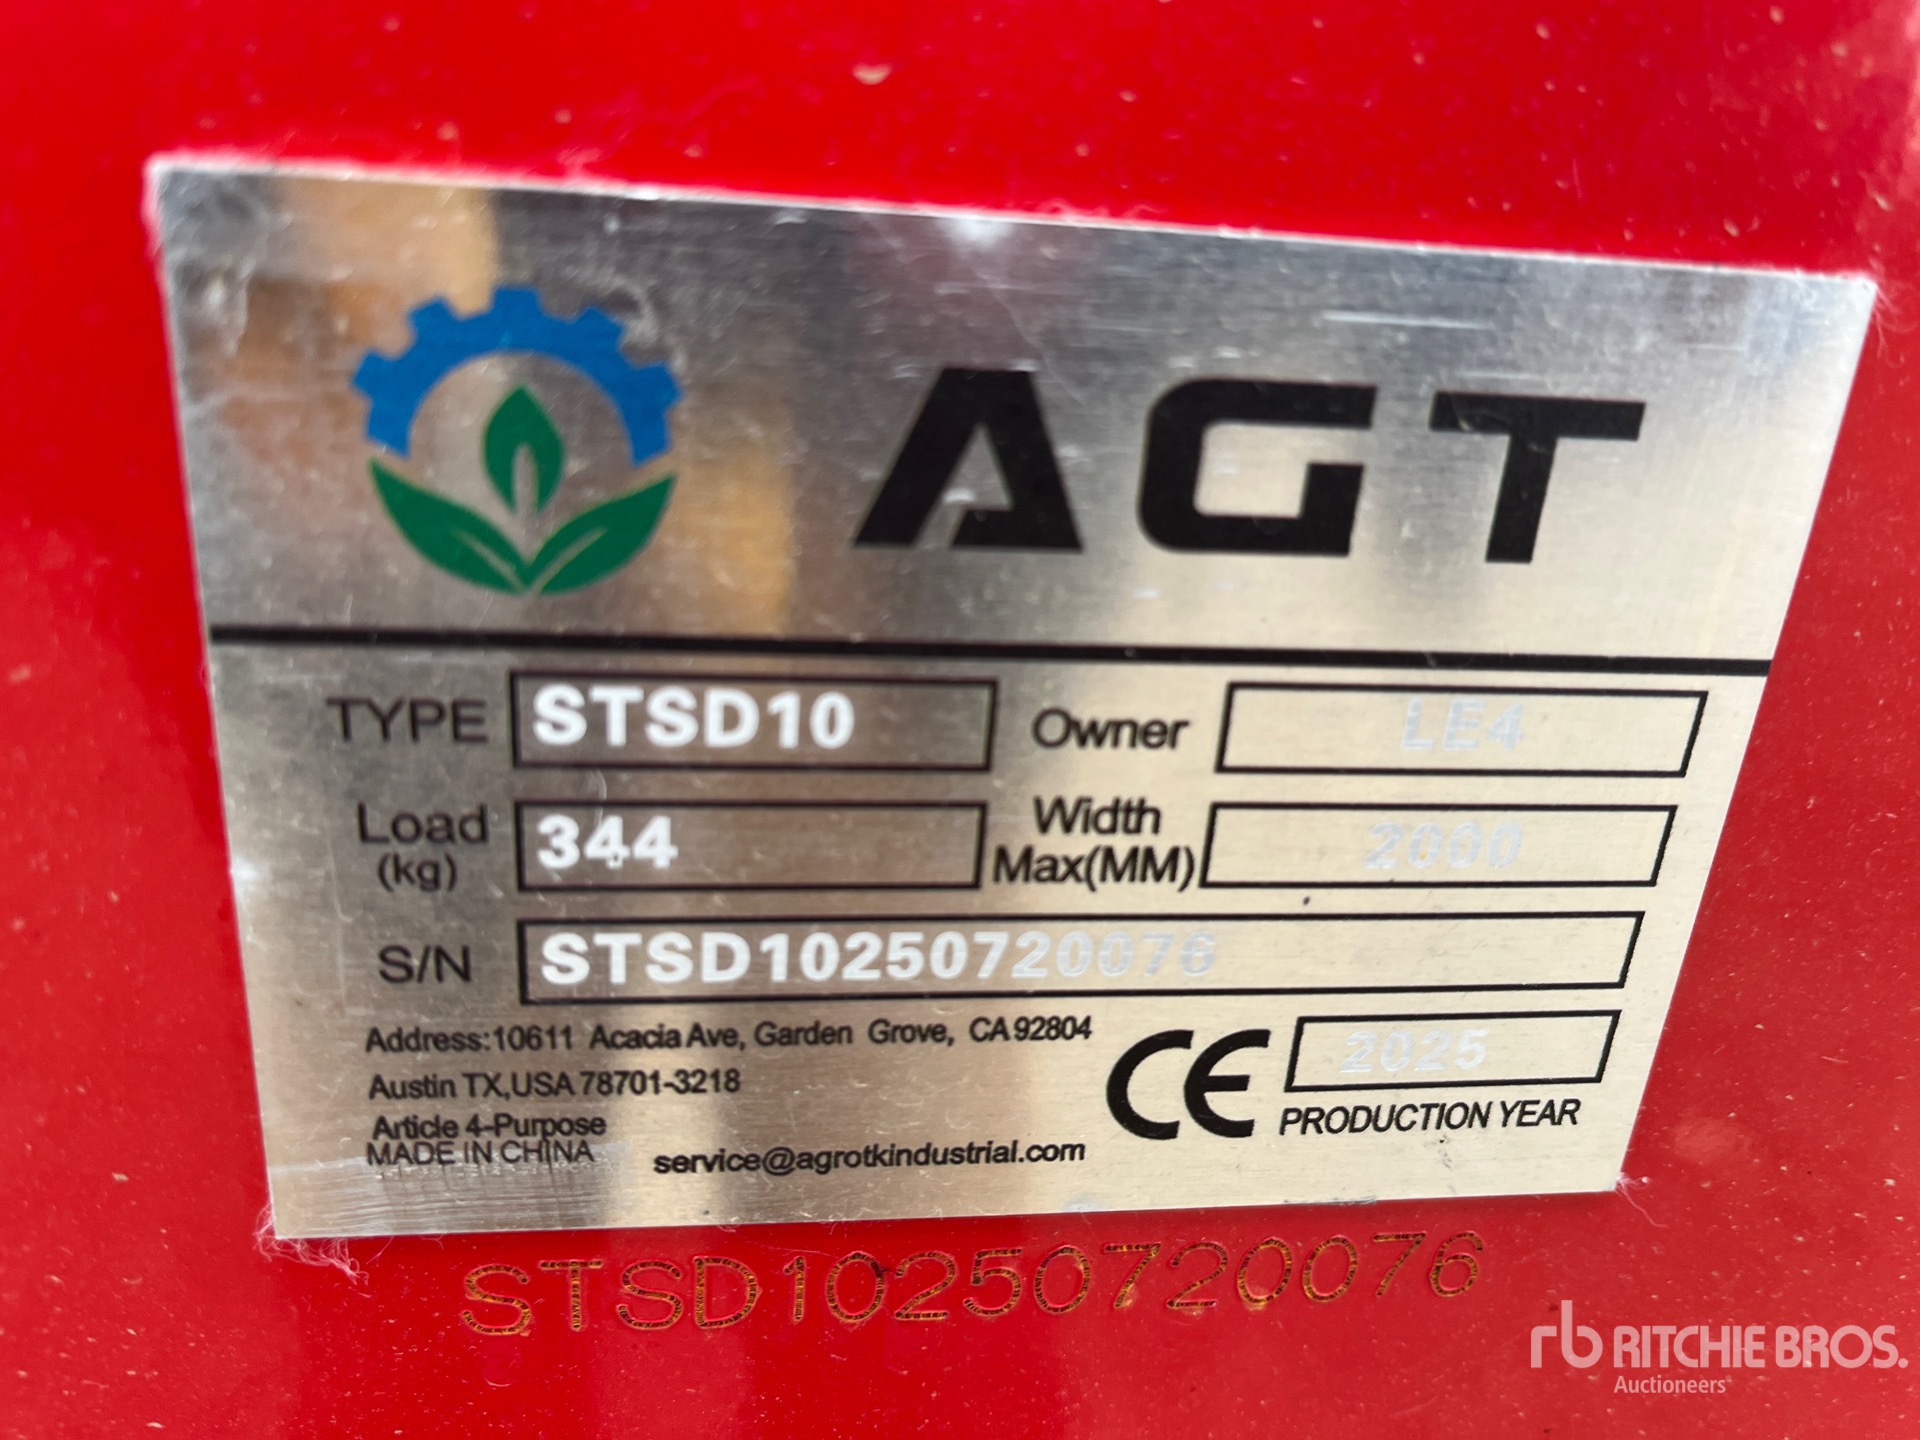 AGT
TYPE STSD10 Owner LE4
Load (kg) 344 Width Max(MM) 2000
S/N STSD10250720076
Address:10611 Acacia Ave, Garden Grove, CA 92804
Austin TX,USA 78701-3218
Article 4-Purpose
MADE IN CHINA
service@agrotkindustrial.com
CE 2025
PRODUCTION YEAR
STSD10250720076
rb RITCHIE BROS.
Auctioneers